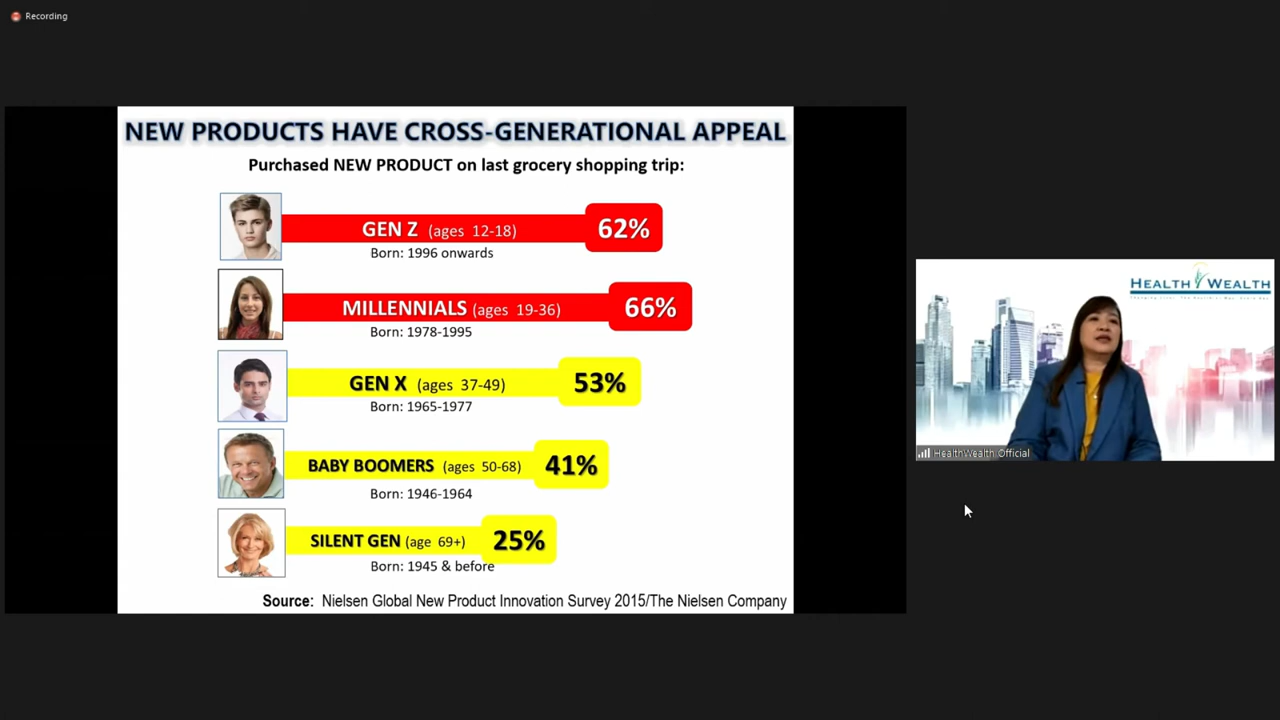 Recording
NEW PRODUCTS HAVE CROSS-GENERATIONAL APPEAL
Purchased NEW PRODUCT on last grocery shopping trip:
GEN Z (ages 12-18) 62%
Born: 1996 onwards
MILLENNIALS (ages 19-36) 66%
Born: 1978-1995
GEN X (ages 37-49) 53%
Born: 1965-1977
BABY BOOMERS (ages 50-68) 41%
Born: 1946-1964
SILENT GEN (age 69+) 25%
Born: 1945 & before
Source: Nielsen Global New Product Innovation Survey 2015/The Nielsen Company
HEALTH WEALTH
HealthWealth Official